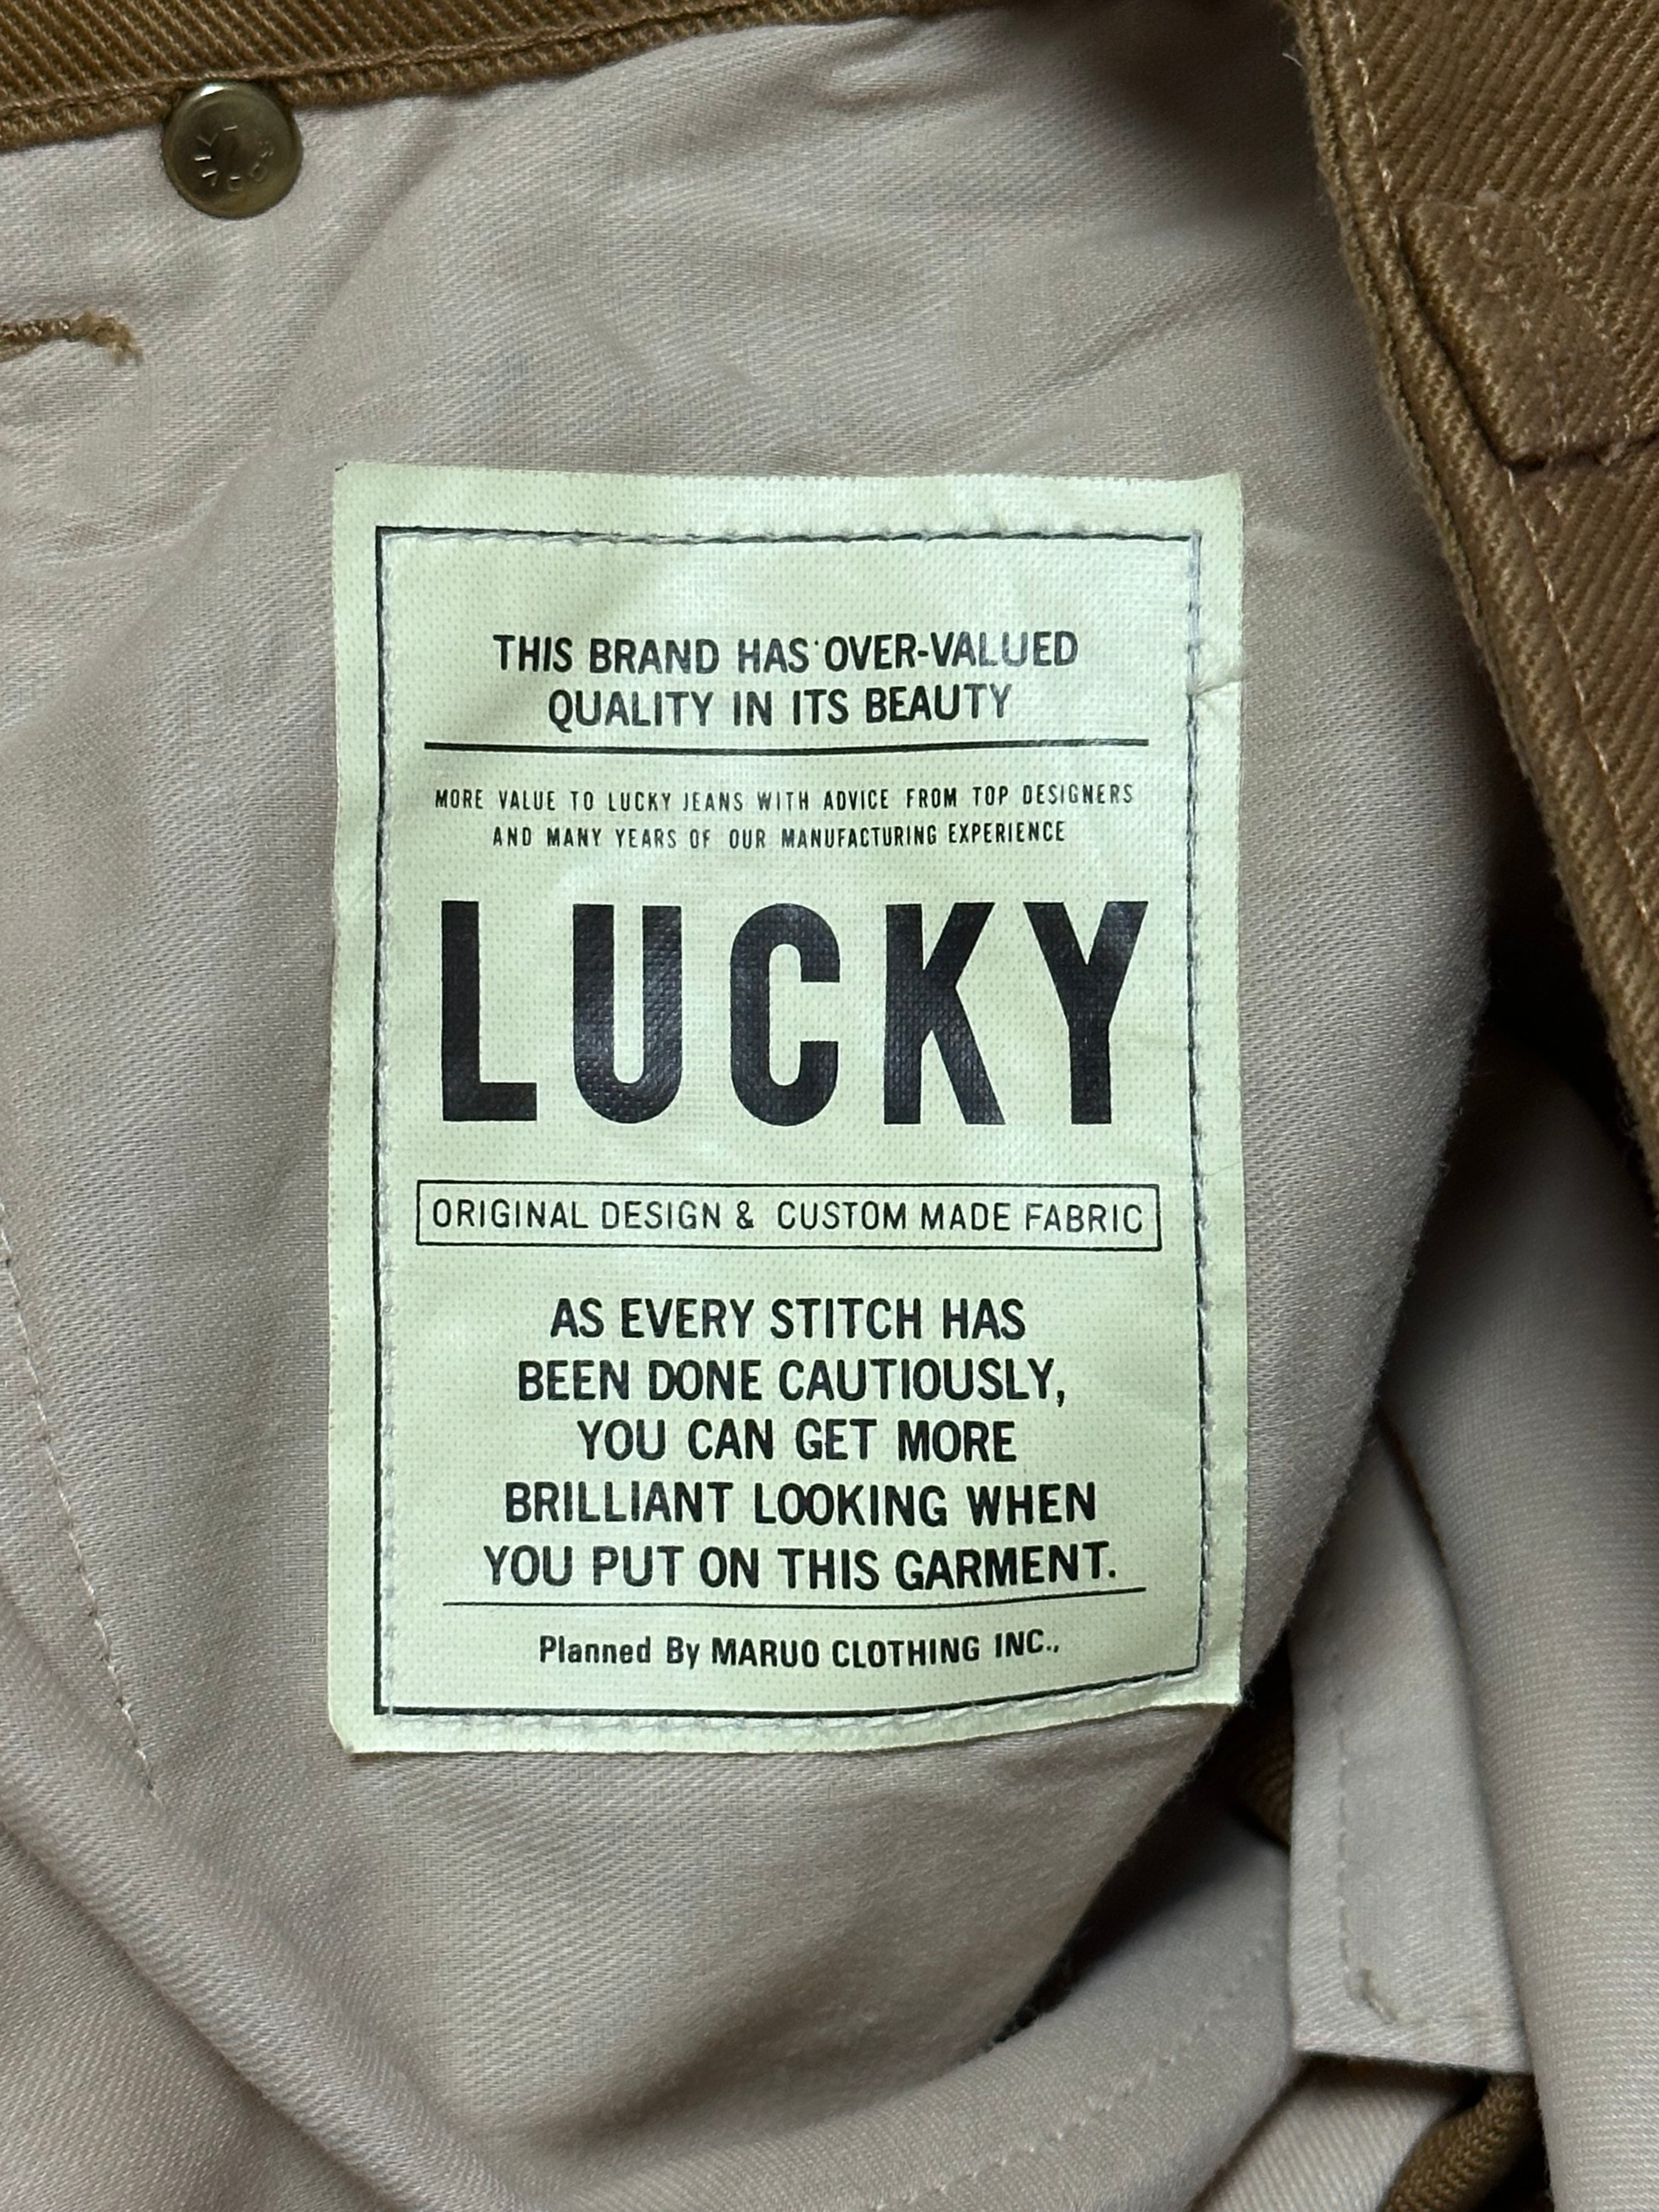 THIS BRAND HAS OVER-VALUED
QUALITY IN ITS BEAUTY
MORE VALUE TO LUCKY JEANS WITH ADVICE FROM TOP DESIGNERS
AND MANY YEARS OF OUR MANUFACTURING EXPERIENCE
LUCKY
ORIGINAL DESIGN & CUSTOM MADE FABRIC
AS EVERY STITCH HAS
BEEN DONE CAUTIOUSLY,
YOU CAN GET MORE
BRILLIANT LOOKING WHEN
YOU PUT ON THIS GARMENT.
Planned By MARUO CLOTHING INC.,